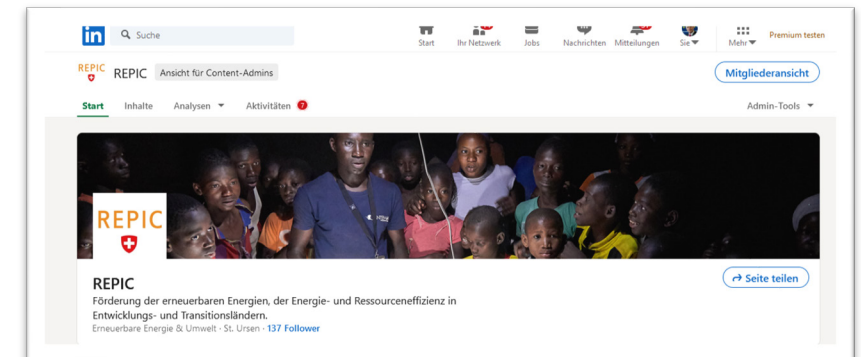 in
Suche
Start Ihr Netzwerk Jobs Nachrichten Mitteilungen Sie Mehr Premium testen
REPIC REPIC Ansicht für Content-Admins Mitgliederansicht
Start Inhalte Analysen Aktivitäten 7 Admin-Tools
REPIC
REPIC
Seite teilen
Förderung der erneuerbaren Energien, der Energie- und Ressourceneffizienz in
Entwicklungs- und Transitionsländern.
Erneuerbare Energie & Umwelt · St. Ursen · 137 Follower